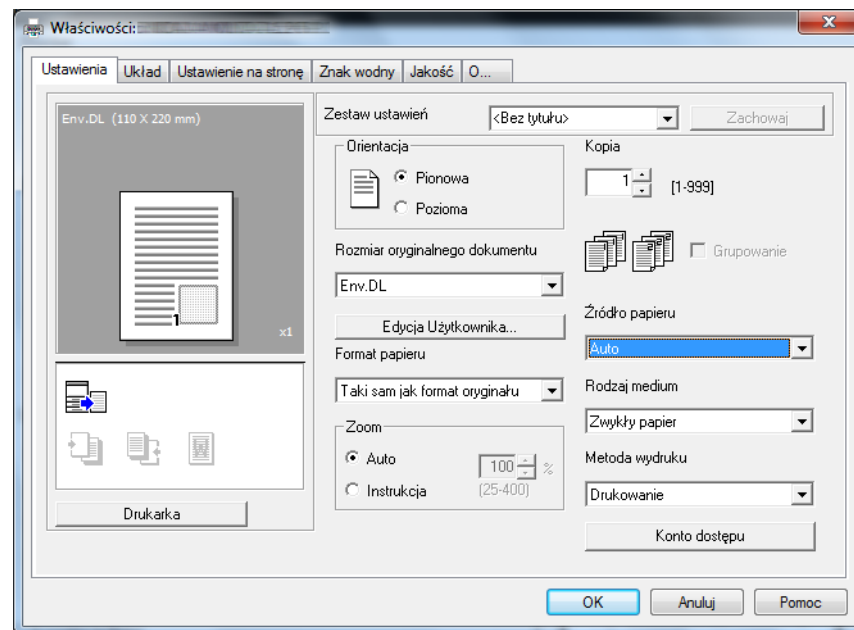 Właściwości:
Ustawienia Układ Ustawienie na stronę Znak wodny Jakość O...
Env.DL (110 X 220 mm)
1
x1
Drukarka
Zestaw ustawień <Bez tytułu> Zachowaj
Orientacja
Pionowa
Pozioma
Rozmiar oryginalnego dokumentu
Env.DL
Edycja Użytkownika...
Format papieru
Taki sam jak format oryginału
Zoom
Auto
100 %
Instrukcja (25-400)
Kopia
1 [1-999]
Grupowanie
Źródło papieru
Auto
Rodzaj medium
Zwykły papier
Metoda wydruku
Drukowanie
Konto dostępu
OK Anuluj Pomoc